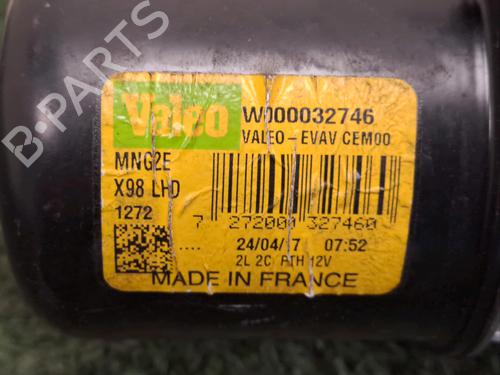 Valeo W000032746
VALEO-EVAV CEM00
MNG2E
X98 LHD
1272
7 272000 327460
.... 24/04/17 07:52
2L 2C PTH 12V
MADE IN FRANCE
B-PARTS